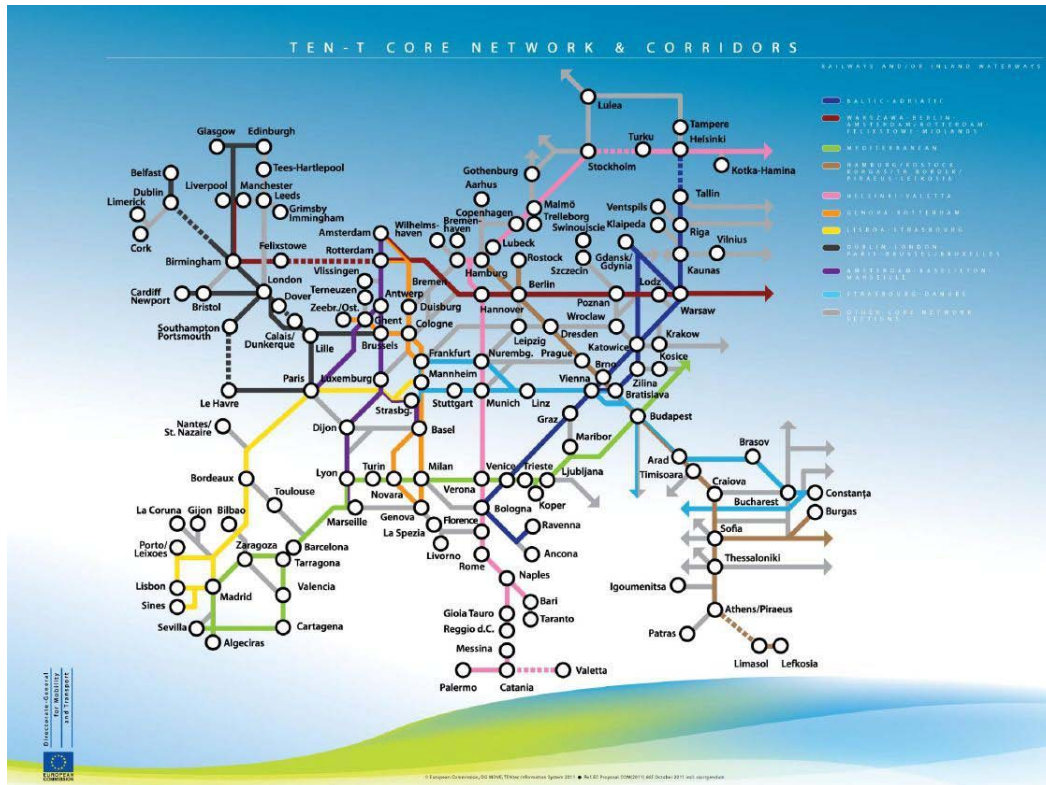 TEN-T CORE NETWORK & CORRIDORS
RAILWAYS AND/OR INLAND WATERWAYS
BALTIC-ADRIATIC
WARSZAWA-BERLIN-
AMSTERDAM/ROTTERDAM-
FELIXSTOWE-MIDLANDS
MEDITERRANEAN
HAMBURG/ROSTOCK
HELSINKI-VALETTA
GENOVA-ROTTERDAM
LISBOA-STRASBOURG
DUBLIN-LONDON
PARIS-BRUSSEL/BRUXELLES
AMSTERDAM-BASEL/LYON-
MARSEILLE
STRASBOURG-DANUBE
OTHER CORE NETWORK
SECTIONS
Lulea
Tampere
Helsinki
Turku
Stockholm
Kotka-Hamina
Glasgow
Edinburgh
Tees-Hartlepool
Belfast
Dublin
Limerick
Cork
Liverpool
Manchester
Leeds
Grimsby
Immingham
Gothenburg
Aarhus
Copenhagen
Malmö
Trelleborg
Swinoujscie
Tallin
Ventspils
Klaipeda
Riga
Vilnius
Kaunas
Amsterdam
Wilhelms-
haven
Bremen-
haven
Lubeck
Rostock
Gdansk/
Gdynia
Szczecin
Birmingham
Felixstowe
Rotterdam
Vlissingen
Bremen
Hamburg
Berlin
Poznan
Lodz
Warsaw
Terneuzen
Zeebr./Ost.
Antwerp
Duisburg
Hannover
Cardiff
Newport
Bristol
London
Dover
Southampton
Portsmouth
Calais/
Dunkerque
Lille
Ghent
Brussels
Cologne
Leipzig
Dresden
Wroclaw
Katowice
Krakow
Kosice
Frankfurt
Nurembg.
Prague
Brno
Zilina
Le Havre
Paris
Luxemburg
Mannheim
Strasbg.
Stuttgart
Munich
Linz
Vienna
Bratislava
Nantes/
St. Nazaire
Dijon
Basel
Graz
Maribor
Budapest
Bordeaux
Lyon
Turin
Novara
Milan
Verona
Venice
Trieste
Koper
Ljubljana
Arad
Timisoara
Brasov
Craiova
Bucharest
Constanța
Burgas
Toulouse
Marseille
Genova
La Spezia
Livorno
Florence
Bologna
Ravenna
Ancona
La Coruna
Gijon
Bilbao
Porto/
Leixoes
Zaragoza
Barcelona
Tarragona
Valencia
Lisbon
Sines
Madrid
Sevilla
Algeciras
Cartagena
Rome
Naples
Bari
Taranto
Gioia Tauro
Reggio d.C.
Messina
Palermo
Catania
Valetta
Sofia
Thessaloniki
Igoumenitsa
Athens/Piraeus
Patras
Limasol
Lefkosia
Directorate-General
for Mobility
and Transport
EUROPEAN
COMMISSION